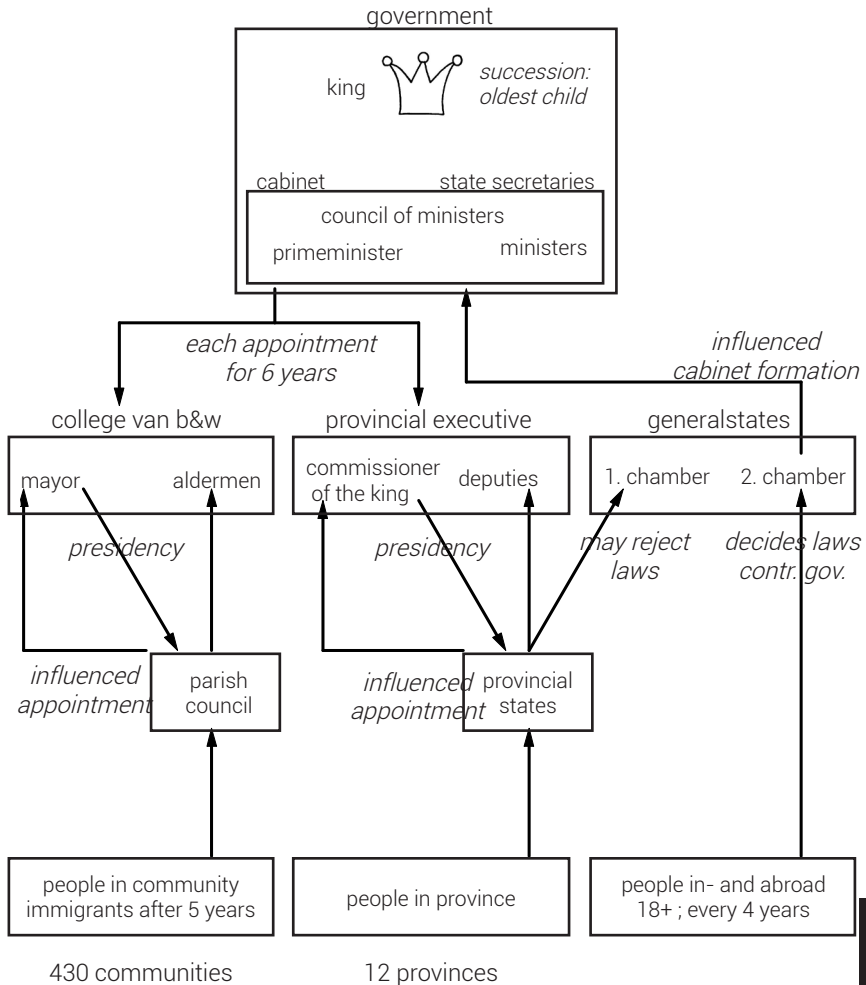 government
king
succession:
oldest child
cabinet
state secretaries
council of ministers
primeminister
ministers
each appointment
for 6 years
influenced
cabinet formation
college van b&w
mayor
aldermen
presidency
influenced
appointment
parish
council
provincial executive
commissioner
of the king
deputies
presidency
influenced
appointment
provincial
states
generalstates
1. chamber
2. chamber
may reject
laws
decides laws
contr. gov.
people in community
immigrants after 5 years
people in province
people in- and abroad
18+ ; every 4 years
430 communities
12 provinces